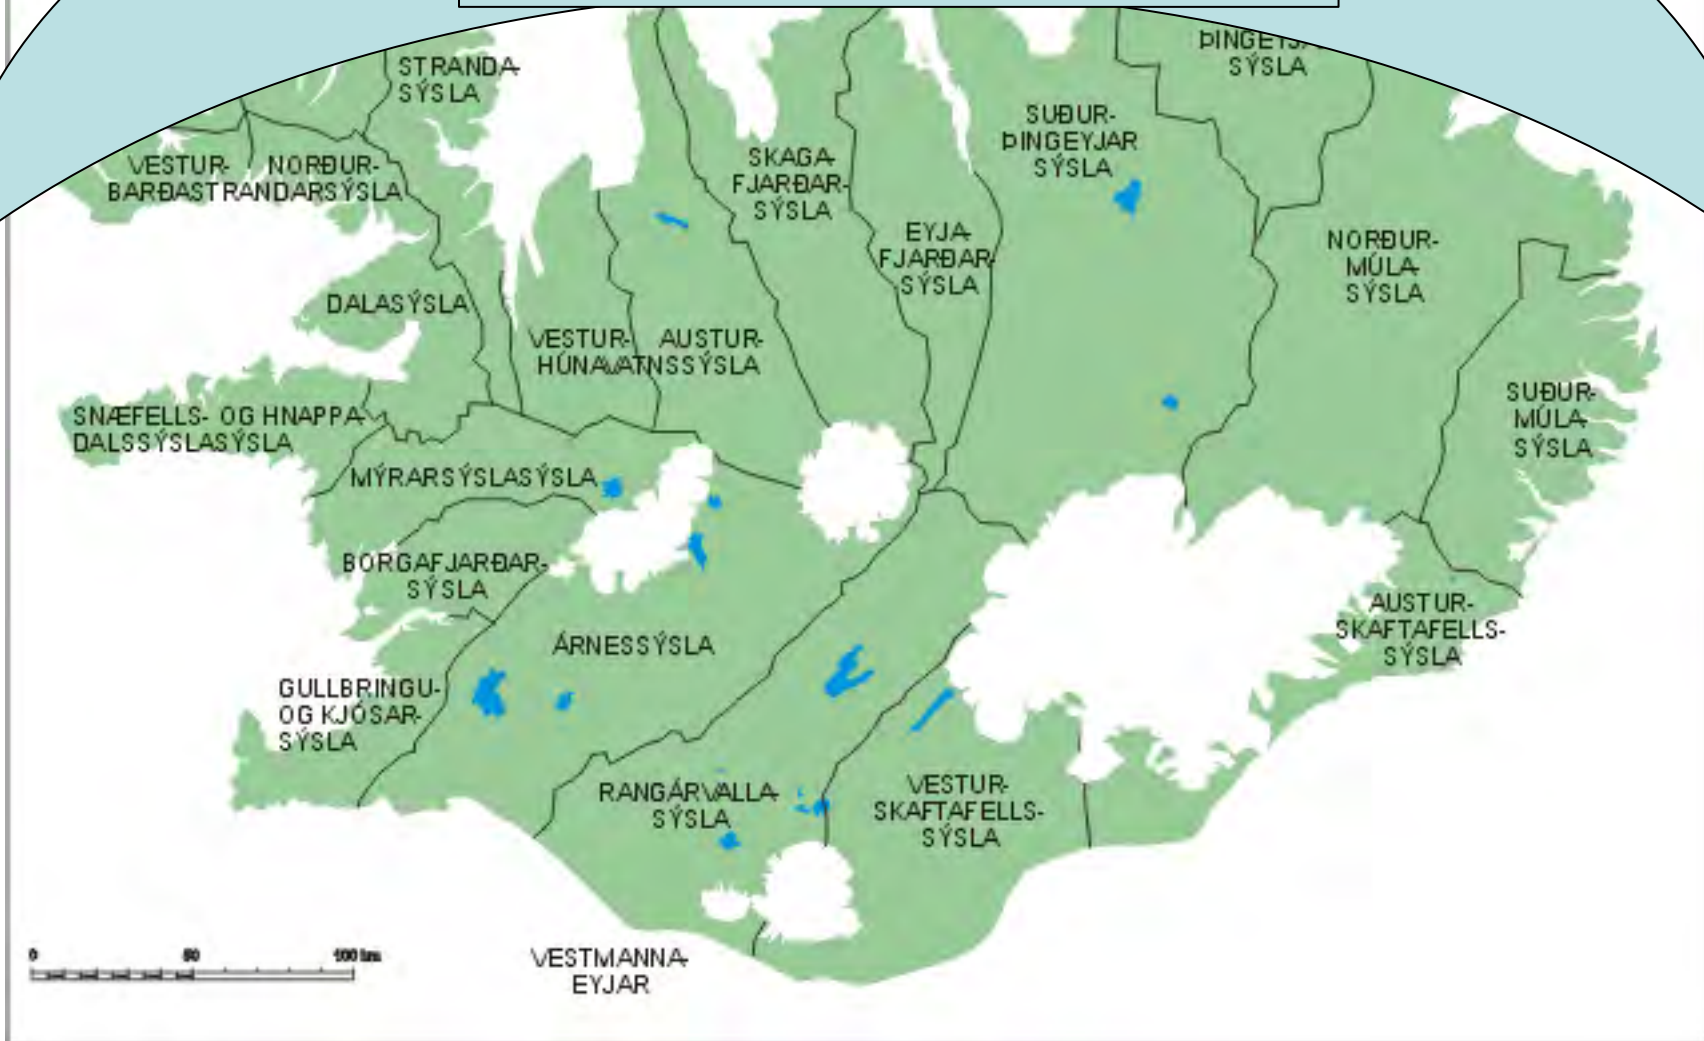 STRANDA-
SÝSLA
SÝSLA
SUÐUR-
ÞINGEYJAR
SÝSLA
VESTUR- NORÐUR-
BARÐASTRANDARSÝSLA
SKAGA-
FJARÐAR-
SÝSLA
EYJA-
FJARÐAR-
SÝSLA
NORÐUR-
MÚLA-
SÝSLA
DALASÝSLA
VESTUR- AUSTUR-
HÚNAVATNSSÝSLA
SNÆFELLS- OG HNAPPA-
DALSSÝSLASÝSLA
SUÐUR-
MÚLA-
SÝSLA
MÝRARSÝSLASÝSLA
BORGAFJARÐAR-
SÝSLA
AUSTUR-
SKAFTAFELLS-
SÝSLA
ÁRNESSÝSLA
GULLBRINGU-
OG KJÓSAR-
SÝSLA
RANGÁRVALLA-
SÝSLA
VESTUR-
SKAFTAFELLS-
SÝSLA
VESTMANNA-
EYJAR
0 50 100 km